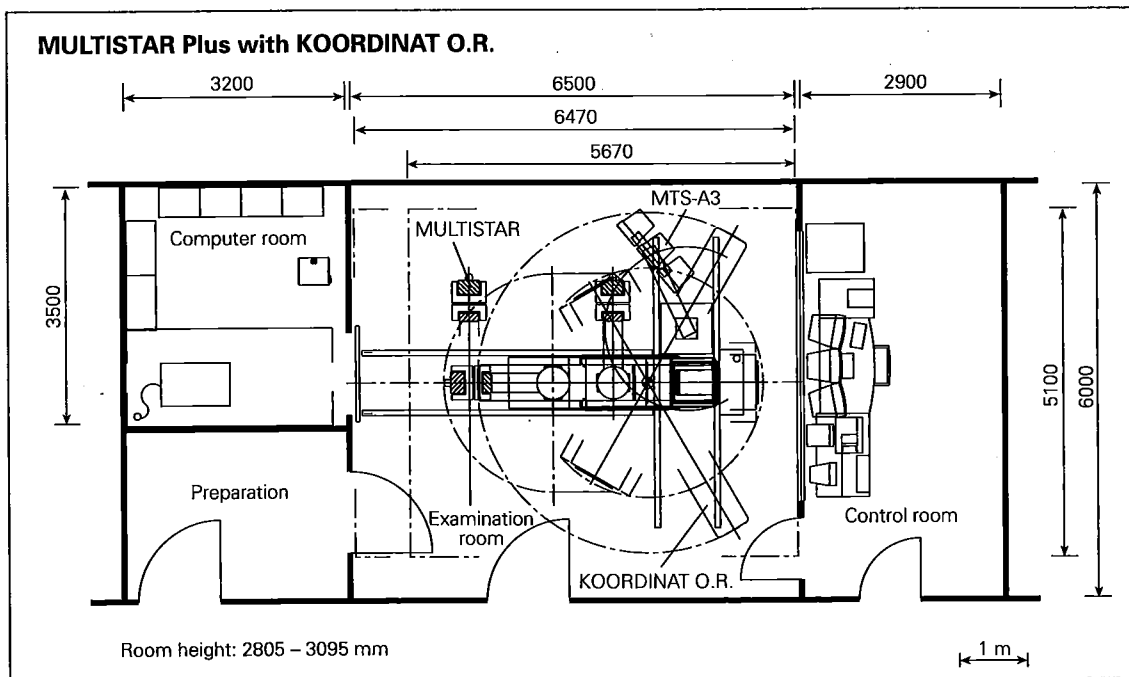 MULTISTAR Plus with KOORDINAT O.R.
3200
6500
2900
6470
5670
MTS-A3
MULTISTAR
Computer room
3500
5100
6000
Preparation
Examination
room
Control room
KOORDINAT O.R.
Room height: 2805 – 3095 mm
1 m